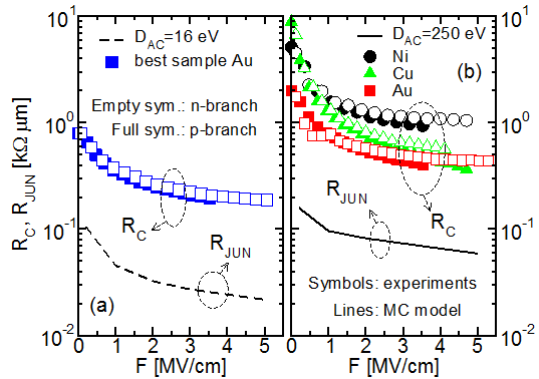 10¹
10⁰
10⁻¹
10⁻²
R_C, R_JUN [kΩ μm]
D_AC=16 eV
best sample Au
Empty sym.: n-branch
Full sym.: p-branch
R_C
R_JUN
(a)
0 1 2 3 4 5
F [MV/cm]
D_AC=250 eV
(b)
Ni
Cu
Au
R_JUN
R_C
Symbols: experiments
Lines: MC model
0 1 2 3 4 5
F [MV/cm]
10¹
10⁰
10⁻¹
10⁻²